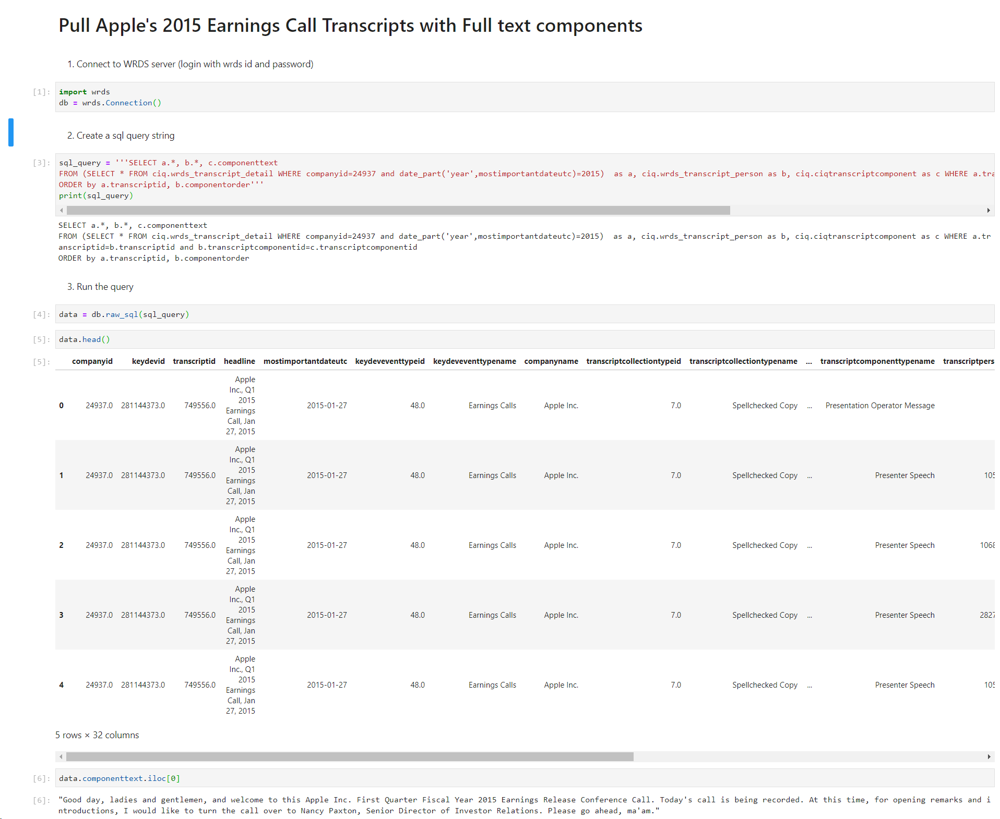 Pull Apple's 2015 Earnings Call Transcripts with Full text components
1. Connect to WRDS server (login with wrds id and password)
[1]:
import wrds
db = wrds.Connection()
2. Create a sql query string
[3]:
sql_query = '''SELECT a.*, b.*, c.componenttext
FROM (SELECT * FROM ciq.wrds_transcript_detail WHERE companyid=24937 and date_part('year',mostimportantdateutc)=2015)  as a, ciq.wrds_transcript_person as b, ciq.ciqtranscriptcomponent as c WHERE a.tra
ORDER by a.transcriptid, b.componentorder'''
print(sql_query)
SELECT a.*, b.*, c.componenttext
FROM (SELECT * FROM ciq.wrds_transcript_detail WHERE companyid=24937 and date_part('year',mostimportantdateutc)=2015)  as a, ciq.wrds_transcript_person as b, ciq.ciqtranscriptcomponent as c WHERE a.tr
anscriptid=b.transcriptid and b.transcriptcomponentid=c.transcriptcomponentid
ORDER by a.transcriptid, b.componentorder
3. Run the query
[4]: data = db.raw_sql(sql_query)
[5]: data.head()
[5]: companyid keydevid transcriptid headline mostimportantdateutc keydeveventtypeid keydeveventtypename companyname transcriptcollectiontypeid transcriptcollectiontypename ... transcriptcomponenttypename transcriptpers
Apple
Inc., Q1
2015
0 24937.0 281144373.0 749556.0 Earnings 2015-01-27 48.0 Earnings Calls Apple Inc. 7.0 Spellchecked Copy ... Presentation Operator Message
Call, Jan
27, 2015
Apple
Inc., Q1
2015
1 24937.0 281144373.0 749556.0 Earnings 2015-01-27 48.0 Earnings Calls Apple Inc. 7.0 Spellchecked Copy ... Presenter Speech 105
Call, Jan
27, 2015
Apple
Inc., Q1
2015
2 24937.0 281144373.0 749556.0 Earnings 2015-01-27 48.0 Earnings Calls Apple Inc. 7.0 Spellchecked Copy ... Presenter Speech 1068
Call, Jan
27, 2015
Apple
Inc., Q1
2015
3 24937.0 281144373.0 749556.0 Earnings 2015-01-27 48.0 Earnings Calls Apple Inc. 7.0 Spellchecked Copy ... Presenter Speech 2827
Call, Jan
27, 2015
Apple
Inc., Q1
2015
4 24937.0 281144373.0 749556.0 Earnings 2015-01-27 48.0 Earnings Calls Apple Inc. 7.0 Spellchecked Copy ... Presenter Speech 105
Call, Jan
27, 2015
5 rows × 32 columns
[6]: data.componenttext.iloc[0]
[6]: "Good day, ladies and gentlemen, and welcome to this Apple Inc. First Quarter Fiscal Year 2015 Earnings Release Conference Call. Today's call is being recorded. At this time, for opening remarks and i
ntroductions, I would like to turn the call over to Nancy Paxton, Senior Director of Investor Relations. Please go ahead, ma'am."